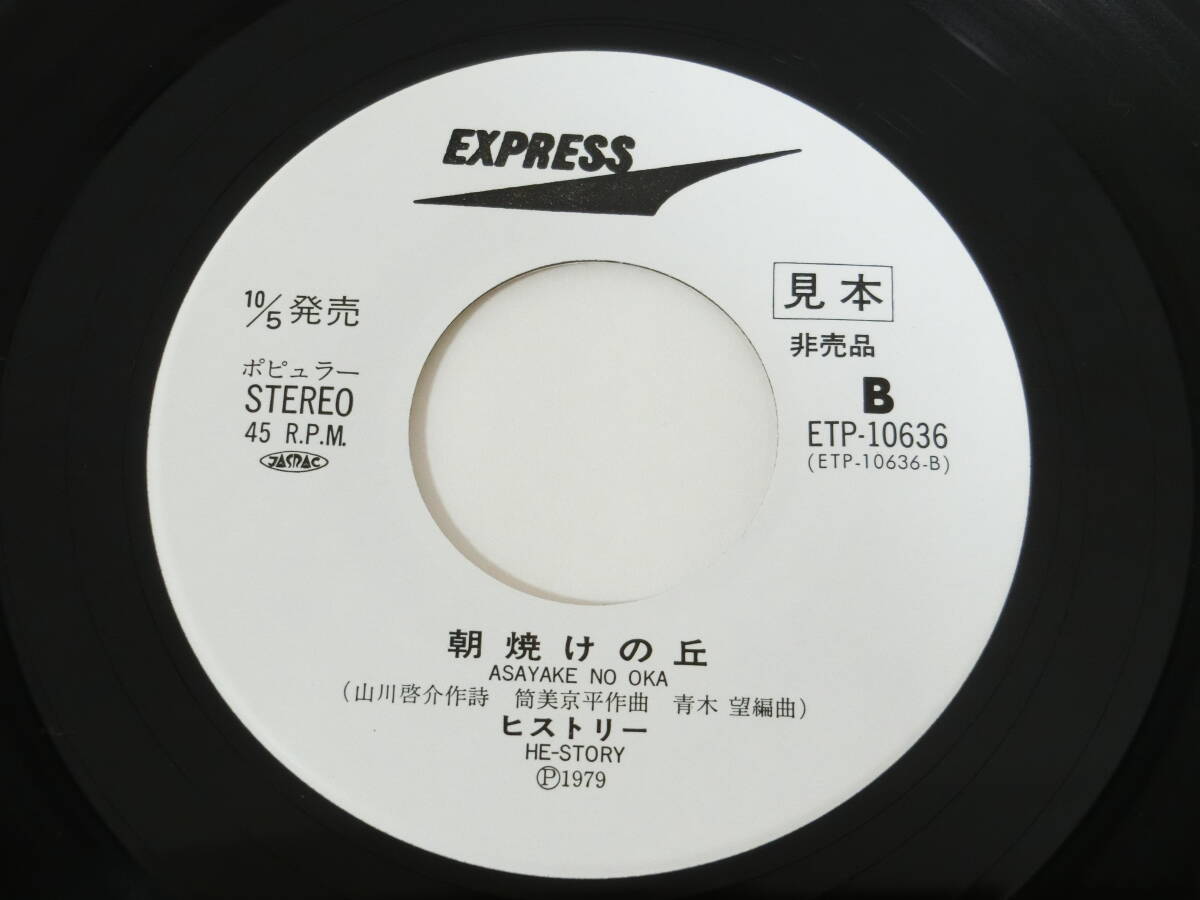 EXPRESS
10/5発売
ポピュラー
STEREO
45 R.P.M.
JASRAC
見本
非売品
B
ETP-10636
(ETP-10636-B)
朝焼けの丘
ASAYAKE NO OKA
(山川啓介作詩 筒美京平作曲 青木 望編曲)
ヒストリー
HE-STORY
Ⓟ1979